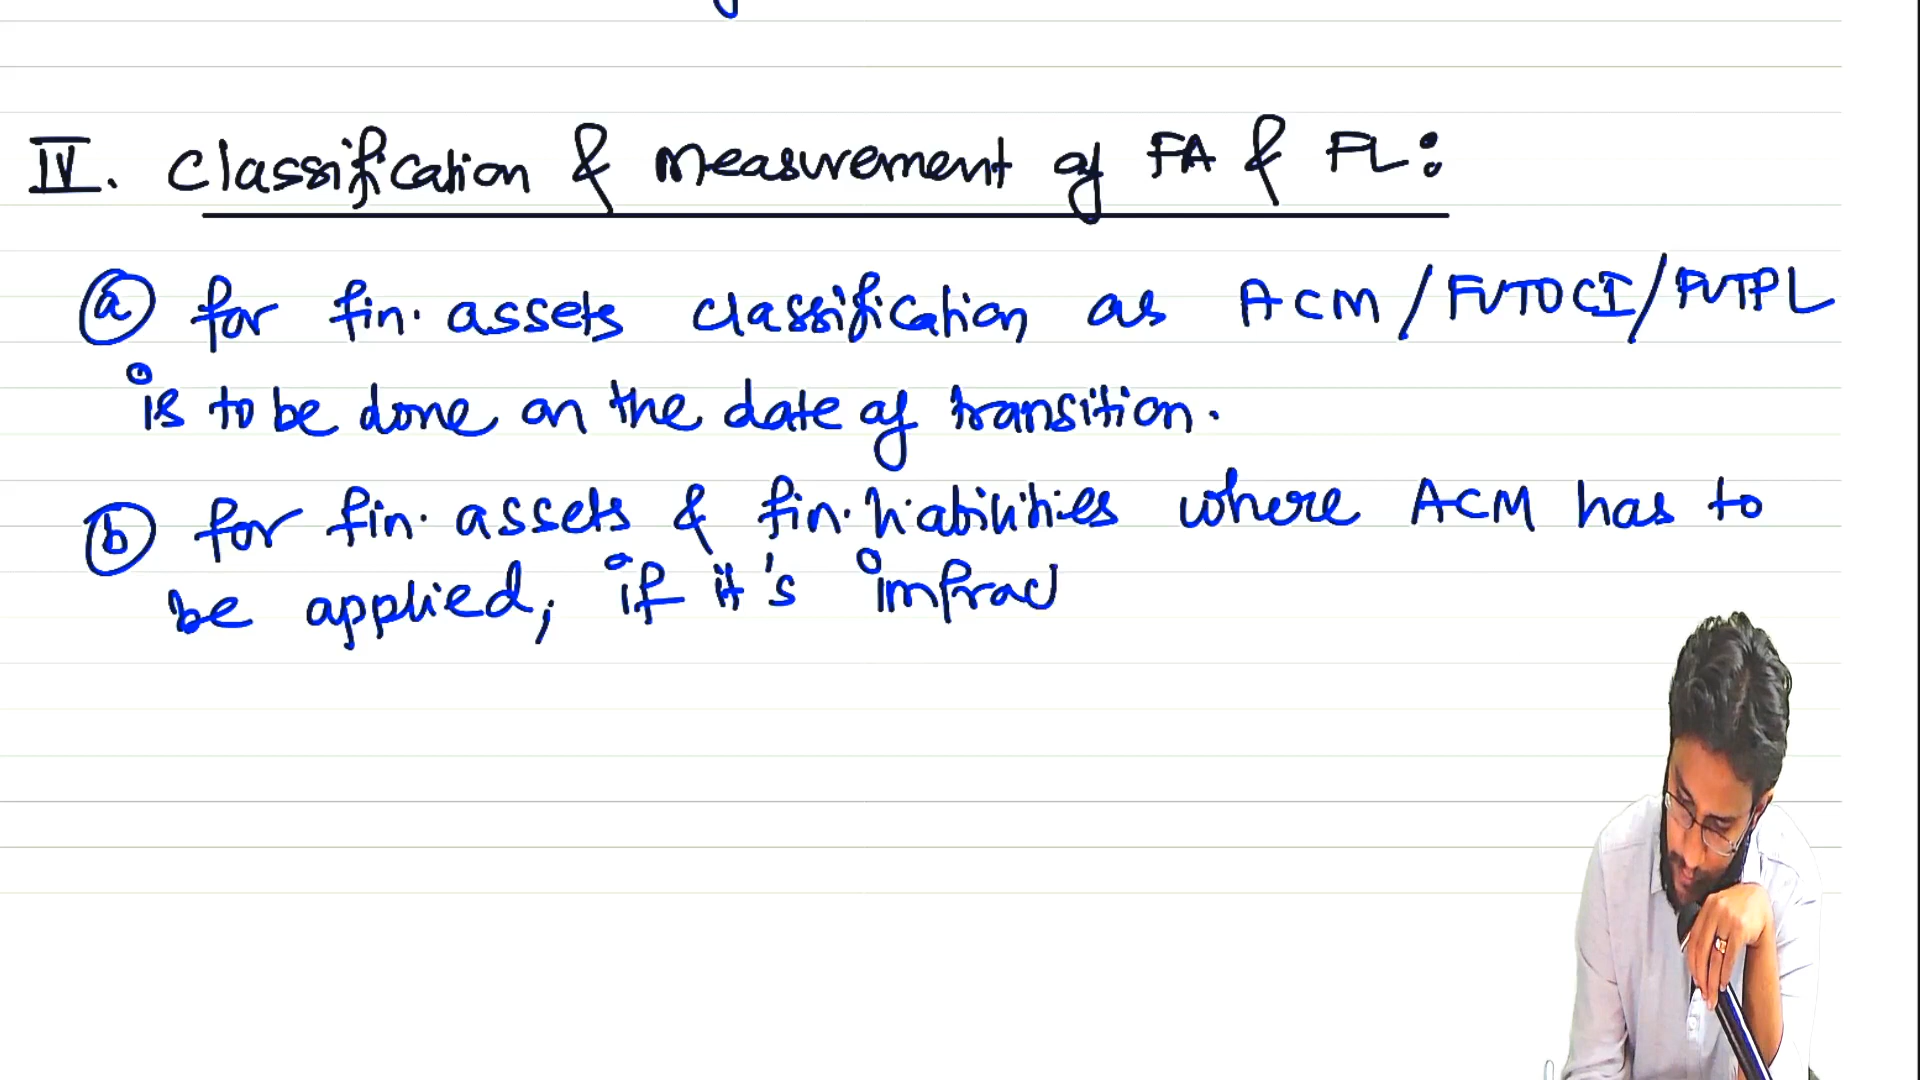 IV. Classification & Measurement of FA & FL:
(a) for fin. assets classification as ACM/FVTOCI/FVTPL
is to be done on the date of transition.
(b) for fin. assets & fin. liabilities where ACM has to
be applied, if it's imprac